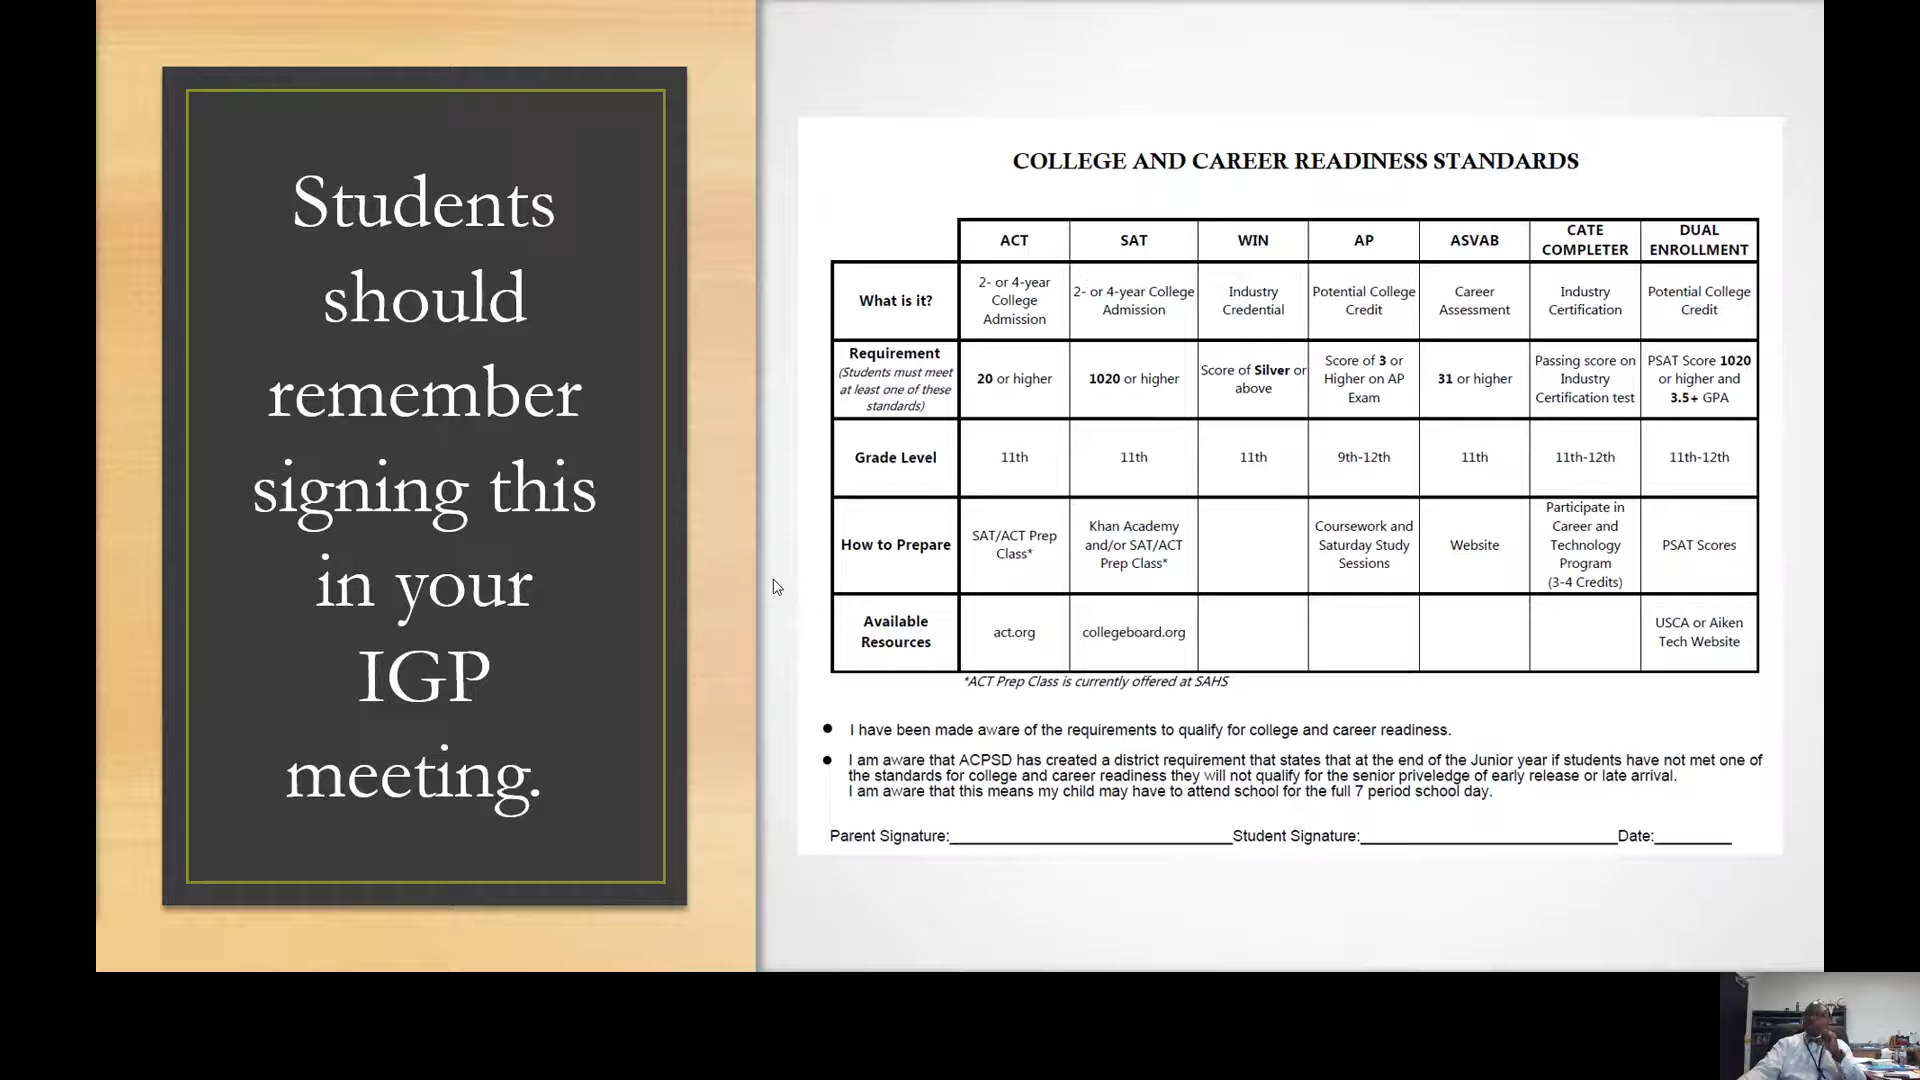 Students
should
remember
signing this
in your
IGP
meeting.
COLLEGE AND CAREER READINESS STANDARDS
ACT SAT WIN AP ASVAB CATE COMPLETER DUAL ENROLLMENT
What is it? 2- or 4-year College Admission 2- or 4-year College Admission Industry Credential Potential College Credit Career Assessment Industry Certification Potential College Credit
Requirement (Students must meet at least one of these standards) 20 or higher 1020 or higher Score of Silver or above Score of 3 or Higher on AP Exam 31 or higher Passing score on Industry Certification test PSAT Score 1020 or higher and 3.5+ GPA
Grade Level 11th 11th 11th 9th-12th 11th 11th-12th 11th-12th
How to Prepare SAT/ACT Prep Class* Khan Academy and/or SAT/ACT Prep Class* Coursework and Saturday Study Sessions Website Participate in Career and Technology Program (3-4 Credits) PSAT Scores
Available Resources act.org collegeboard.org USCA or Aiken Tech Website
*ACT Prep Class is currently offered at SAHS
● I have been made aware of the requirements to qualify for college and career readiness.
● I am aware that ACPSD has created a district requirement that states that at the end of the Junior year if students have not met one of
the standards for college and career readiness they will not qualify for the senior priveledge of early release or late arrival.
I am aware that this means my child may have to attend school for the full 7 period school day.
Parent Signature:____ Student Signature:____ Date:____